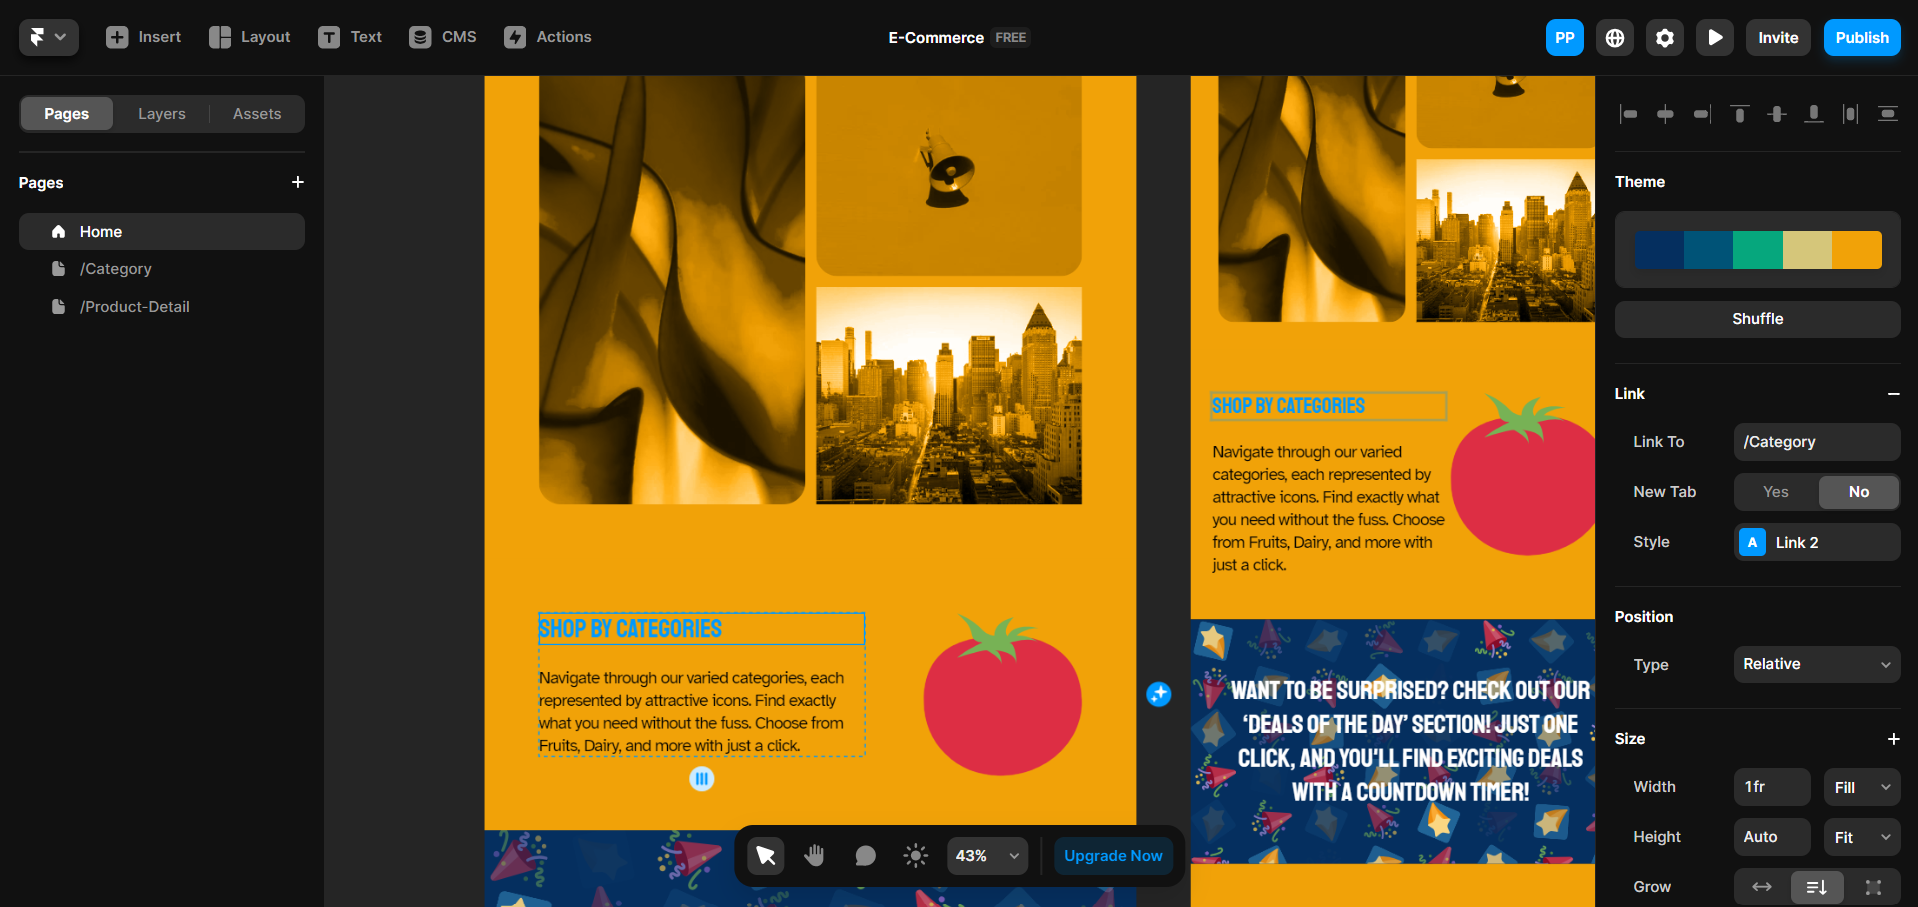 Insert
Layout
Text
CMS
Actions
E-Commerce FREE
PP
Invite
Publish
Pages
Layers
Assets
Pages
Home
/Category
/Product-Detail
SHOP BY CATEGORIES
Navigate through our varied categories, each
represented by attractive icons. Find exactly
what you need without the fuss. Choose from
Fruits, Dairy, and more with just a click.
SHOP BY CATEGORIES
Navigate through our varied
categories, each represented by
attractive icons. Find exactly what
you need without the fuss. Choose
from Fruits, Dairy, and more with
just a click.
WANT TO BE SURPRISED? CHECK OUT OUR
‘DEALS OF THE DAY’ SECTION! JUST ONE
CLICK, AND YOU'LL FIND EXCITING DEALS
WITH A COUNTDOWN TIMER!
43%
Upgrade Now
Theme
Shuffle
Link
Link To
/Category
New Tab
Yes
No
Style
A
Link 2
Position
Type
Relative
Size
Width
1fr
Fill
Height
Auto
Fit
Grow